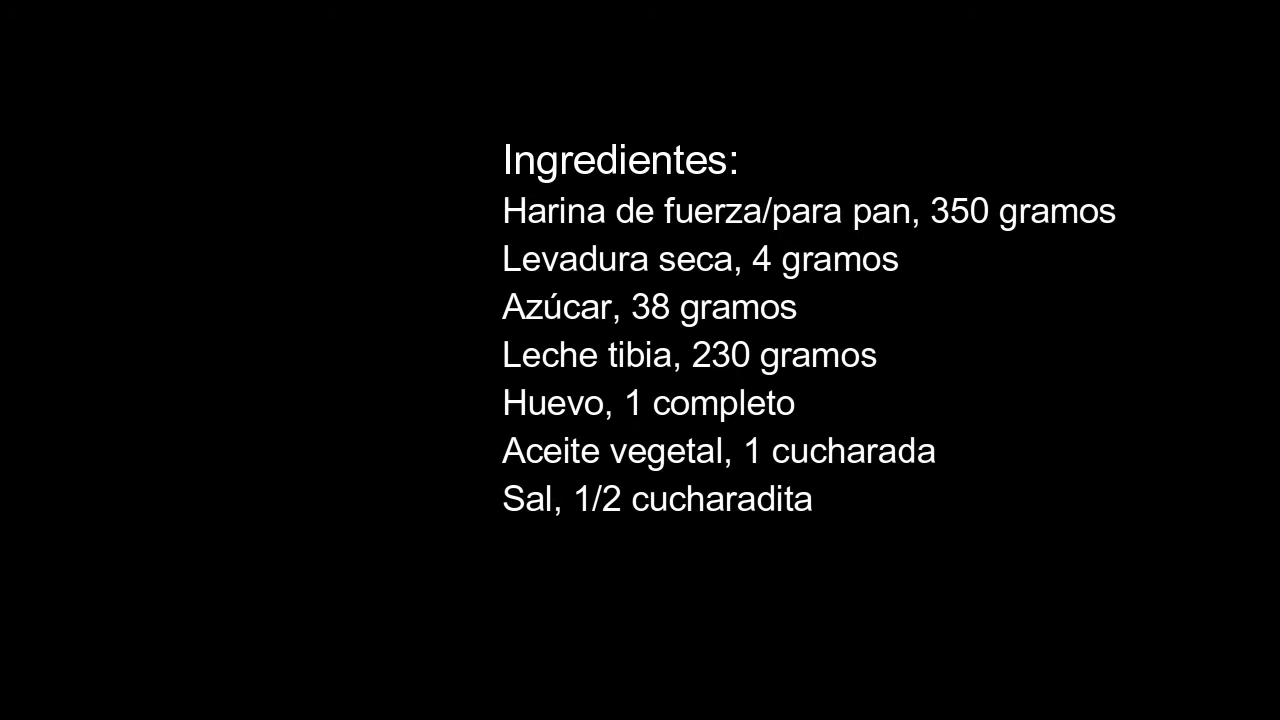 Ingredientes:
Harina de fuerza/para pan, 350 gramos
Levadura seca, 4 gramos
Azúcar, 38 gramos
Leche tibia, 230 gramos
Huevo, 1 completo
Aceite vegetal, 1 cucharada
Sal, 1/2 cucharadita